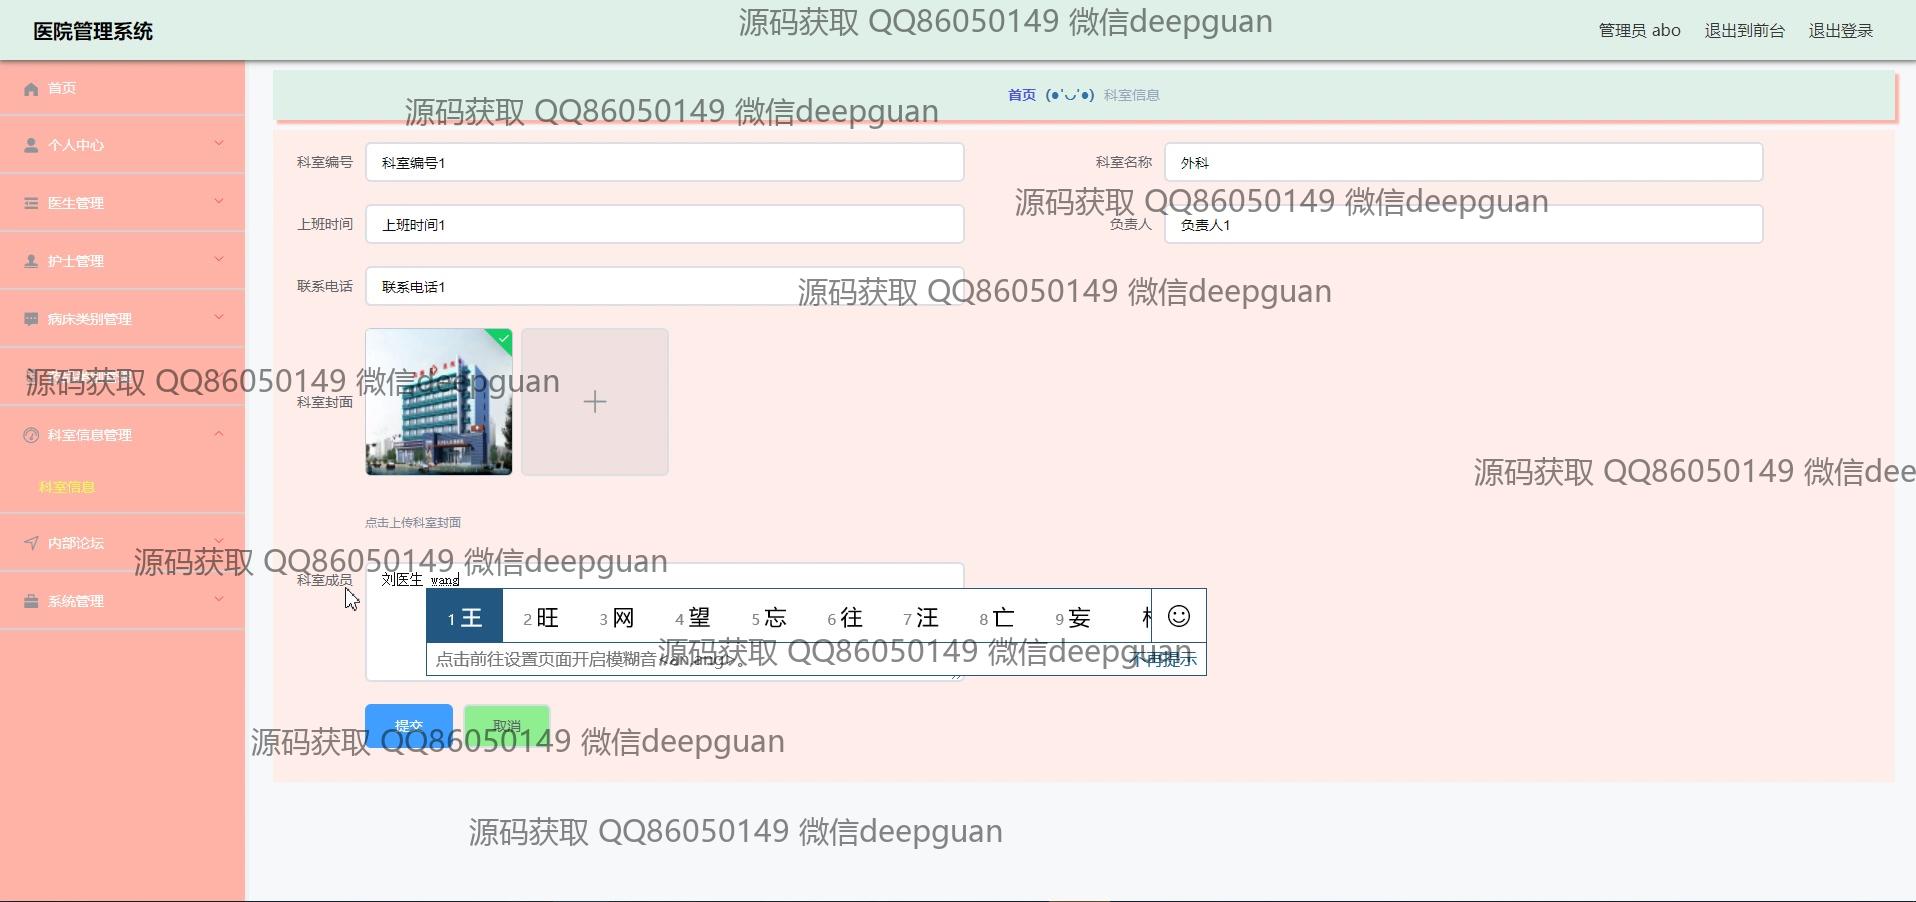 医院管理系统
源码获取 QQ86050149 微信deepguan
管理员 abo 退出到前台 退出登录
首页
首页 (●'◡'●) 科室信息
源码获取 QQ86050149 微信deepguan
个人中心
科室编号 科室编号1 科室名称 外科
医生管理
源码获取 QQ86050149 微信deepguan
上班时间 上班时间1 负责人 负责人1
护士管理
联系电话 联系电话1
源码获取 QQ86050149 微信deepguan
病床类别管理
源码获取 QQ86050149 微信deepguan
科室封面
科室信息管理
源码获取 QQ86050149 微信dee
科室信息
点击上传科室封面
内部论坛
源码获取 QQ86050149 微信deepguan
科室成员 刘医生 wang
系统管理
1 王 2 旺 3 网 4 望 5 忘 6 往 7 汪 8 亡 9 妄
源码获取 QQ86050149 微信deepguan
点击前往设置页面开启模糊音<an,ang>。 不再提示
提交 取消
源码获取 QQ86050149 微信deepguan
源码获取 QQ86050149 微信deepguan